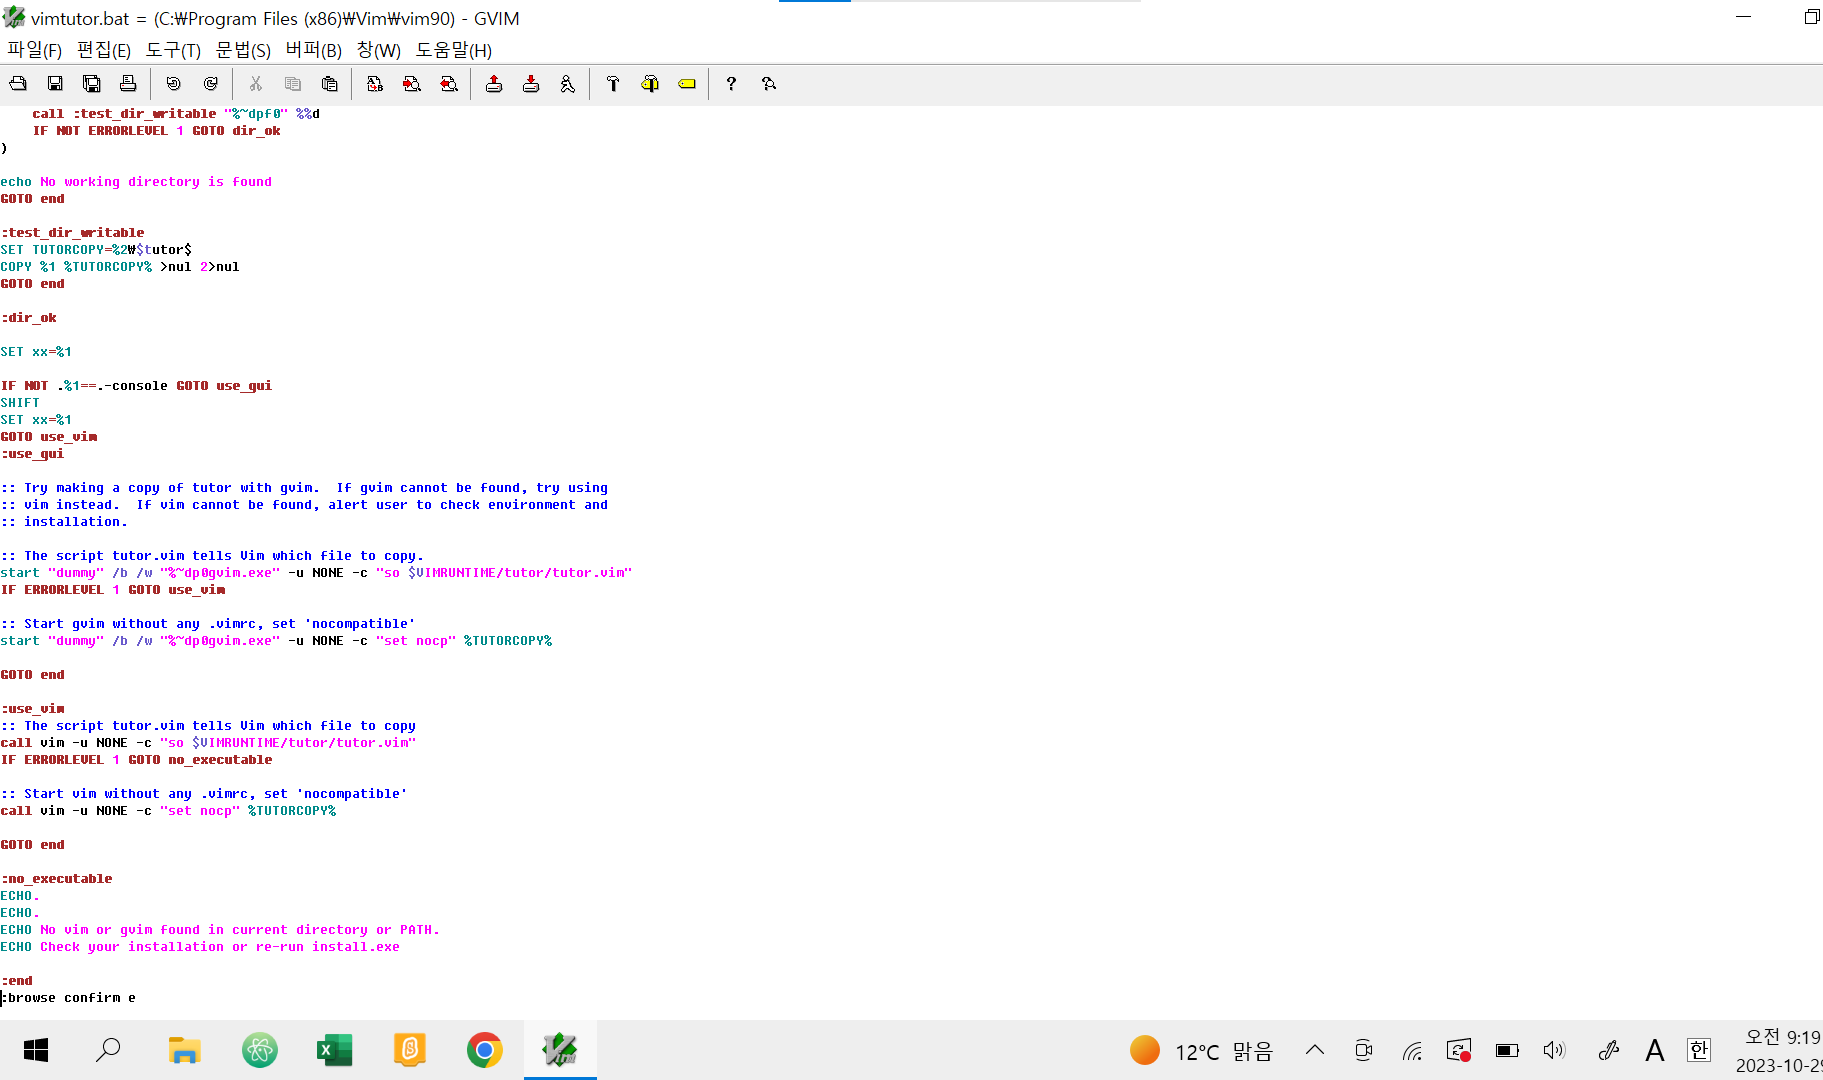 vimtutor.bat = (C:₩Program Files (x86)₩Vim₩vim90) - GVIM
파일(F) 편집(E) 도구(T) 문법(S) 버퍼(B) 창(W) 도움말(H)
call :test_dir_writable "%~dpf0" %%d
IF NOT ERRORLEVEL 1 GOTO dir_ok
)
echo No working directory is found
GOTO end
:test_dir_writable
SET TUTORCOPY=%2₩$tutor$
COPY %1 %TUTORCOPY% >nul 2>nul
GOTO end
:dir_ok
SET xx=%1
IF NOT .%1==.-console GOTO use_gui
SHIFT
SET xx=%1
GOTO use_vim
:use_gui
:: Try making a copy of tutor with gvim.  If gvim cannot be found, try using
:: vim instead.  If vim cannot be found, alert user to check environment and
:: installation.
:: The script tutor.vim tells Vim which file to copy.
start "dummy" /b /w "%~dp0gvim.exe" -u NONE -c "so $VIMRUNTIME/tutor/tutor.vim"
IF ERRORLEVEL 1 GOTO use_vim
:: Start gvim without any .vimrc, set 'nocompatible'
start "dummy" /b /w "%~dp0gvim.exe" -u NONE -c "set nocp" %TUTORCOPY%
GOTO end
:use_vim
:: The script tutor.vim tells Vim which file to copy
call vim -u NONE -c "so $VIMRUNTIME/tutor/tutor.vim"
IF ERRORLEVEL 1 GOTO no_executable
:: Start vim without any .vimrc, set 'nocompatible'
call vim -u NONE -c "set nocp" %TUTORCOPY%
GOTO end
:no_executable
ECHO.
ECHO.
ECHO No vim or gvim found in current directory or PATH.
ECHO Check your installation or re-run install.exe
:end
:browse confirm e
12°C 맑음
A
한
오전 9:19
2023-10-29